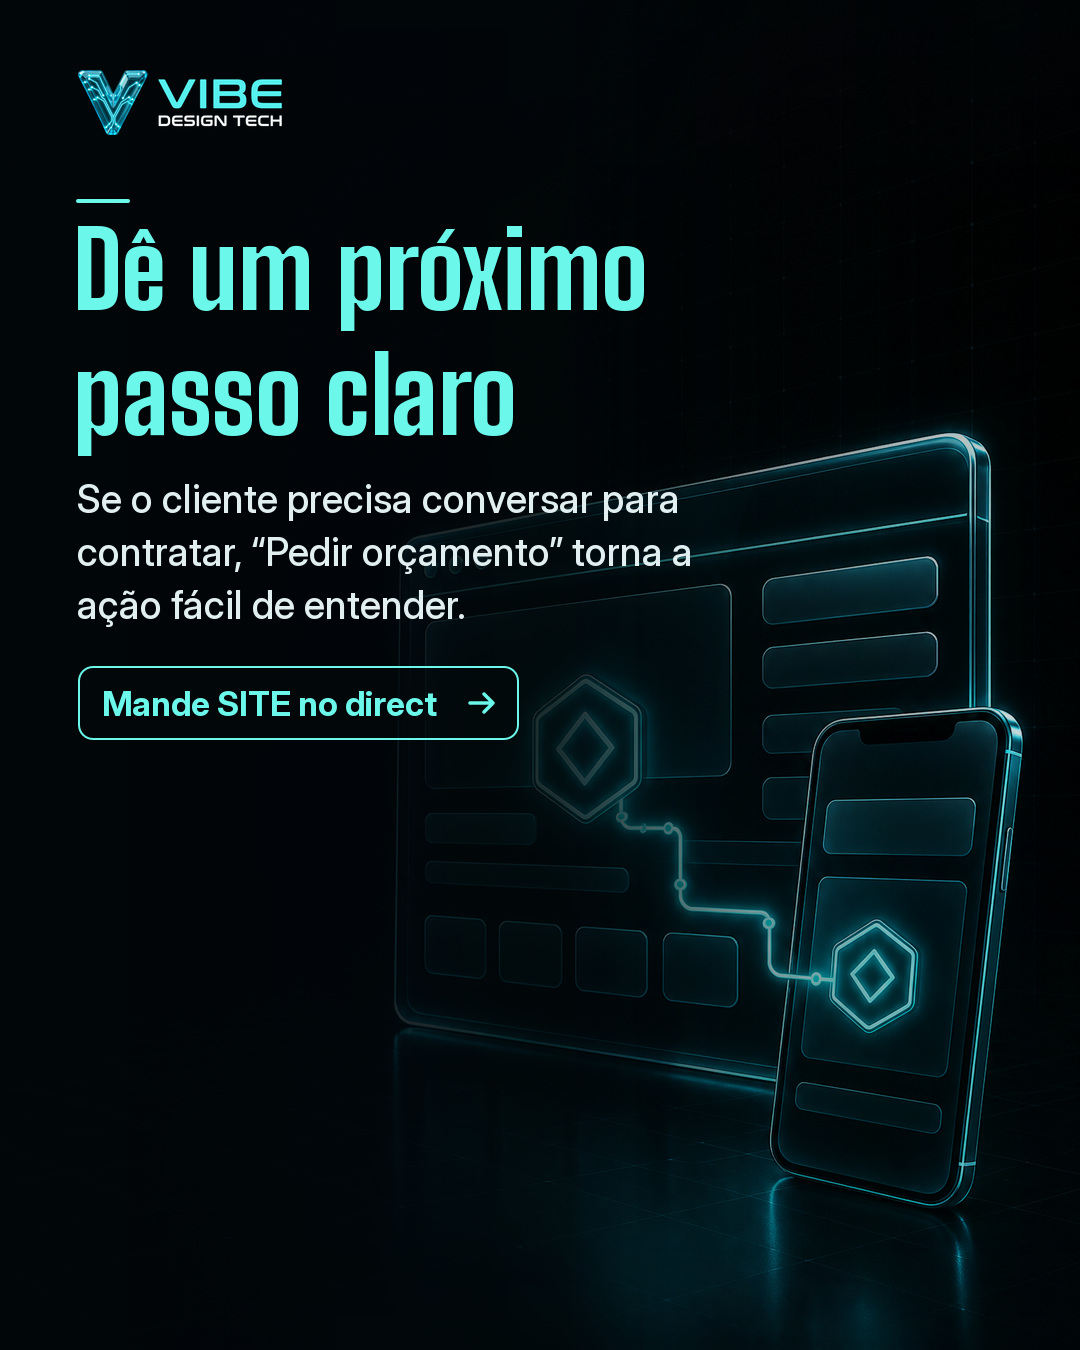 VIBE
DESIGN TECH
Dê um próximo
passo claro
Se o cliente precisa conversar para
contratar, “Pedir orçamento” torna a
ação fácil de entender.
Mande SITE no direct →